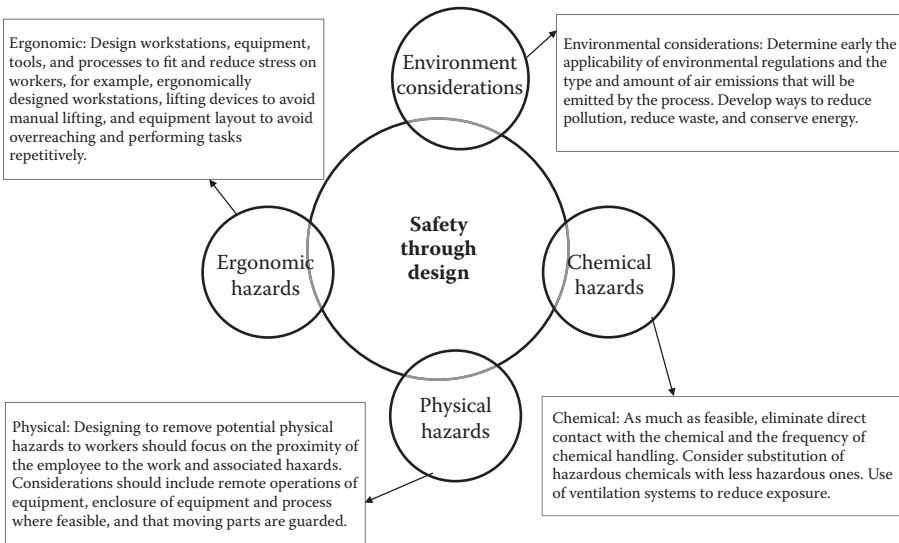 Ergonomic: Design workstations, equipment,
tools, and processes to fit and reduce stress on
workers, for example, ergonomically
designed workstations, lifting devices to avoid
manual lifting, and equipment layout to avoid
overreaching and performing tasks
repetitively.
Environment
considerations
Environmental considerations: Determine early the
applicability of environmental regulations and the
type and amount of air emissions that will be
emitted by the process. Develop ways to reduce
pollution, reduce waste, and conserve energy.
Safety
through
design
Ergonomic
hazards
Chemical
hazards
Physical
hazards
Physical: Designing to remove potential physical
hazards to workers should focus on the proximity of
the employee to the work and associated haxards.
Considerations should include remote operations of
equipment, enclosure of equipment and process
where feasible, and that moving parts are guarded.
Chemical: As much as feasible, eliminate direct
contact with the chemical and the frequency of
chemical handling. Consider substitution of
hazardous chemicals with less hazardous ones. Use
of ventilation systems to reduce exposure.